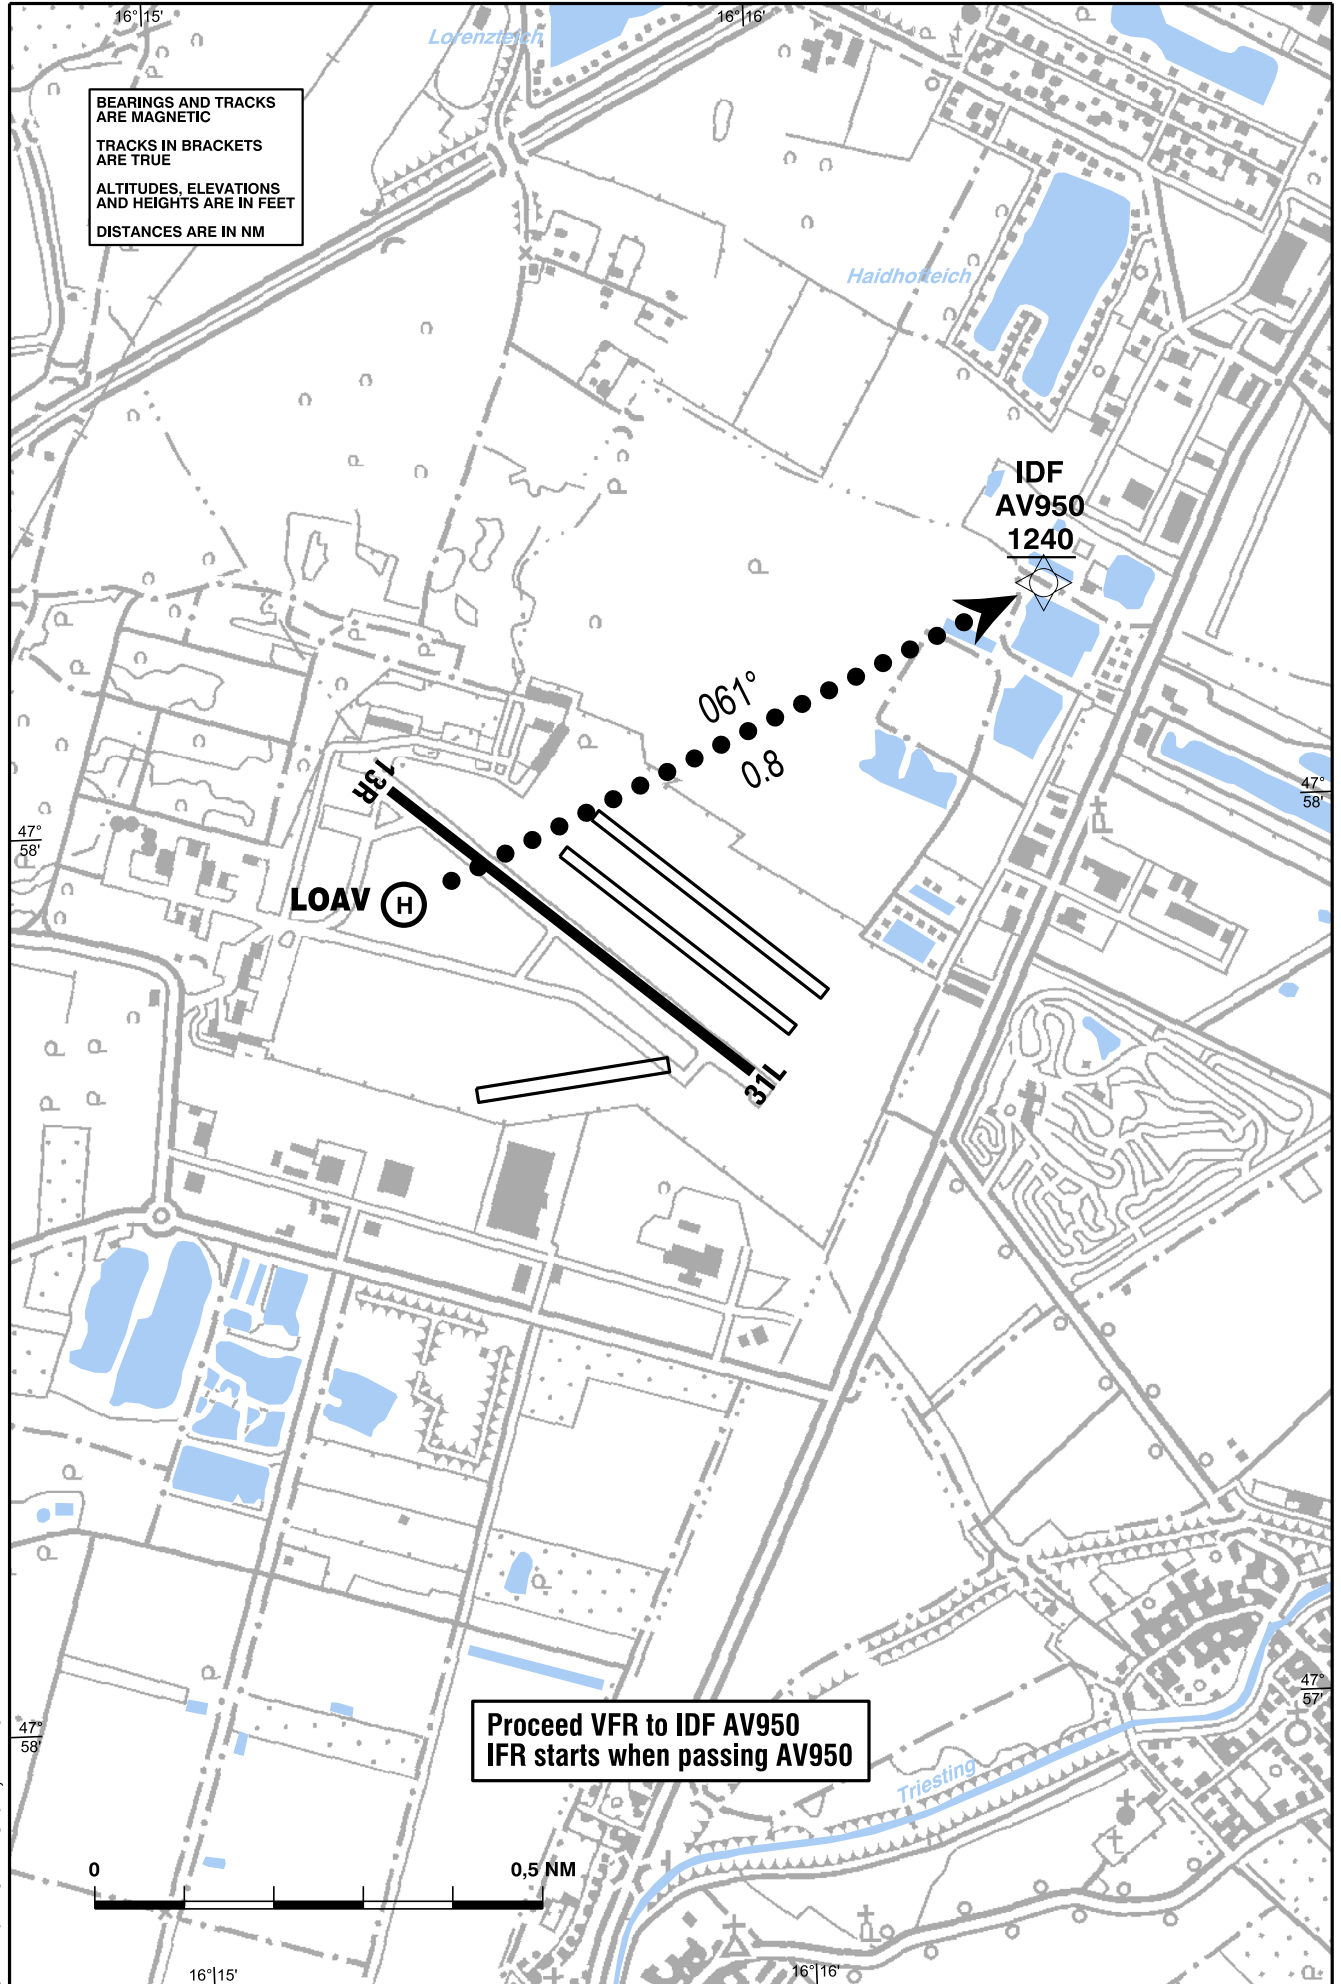 16° 15'
16° 16'
Lorenzteich
BEARINGS AND TRACKS
ARE MAGNETIC
TRACKS IN BRACKETS
ARE TRUE
ALTITUDES, ELEVATIONS
AND HEIGHTS ARE IN FEET
DISTANCES ARE IN NM
Haidhofteich
IDF
AV950
1240
061°
0.8
13R
47°
58'
47°
58'
LOAV H
31L
47°
57'
47°
58'
Proceed VFR to IDF AV950
IFR starts when passing AV950
Triesting
0
0,5 NM
16° 15'
16° 16'